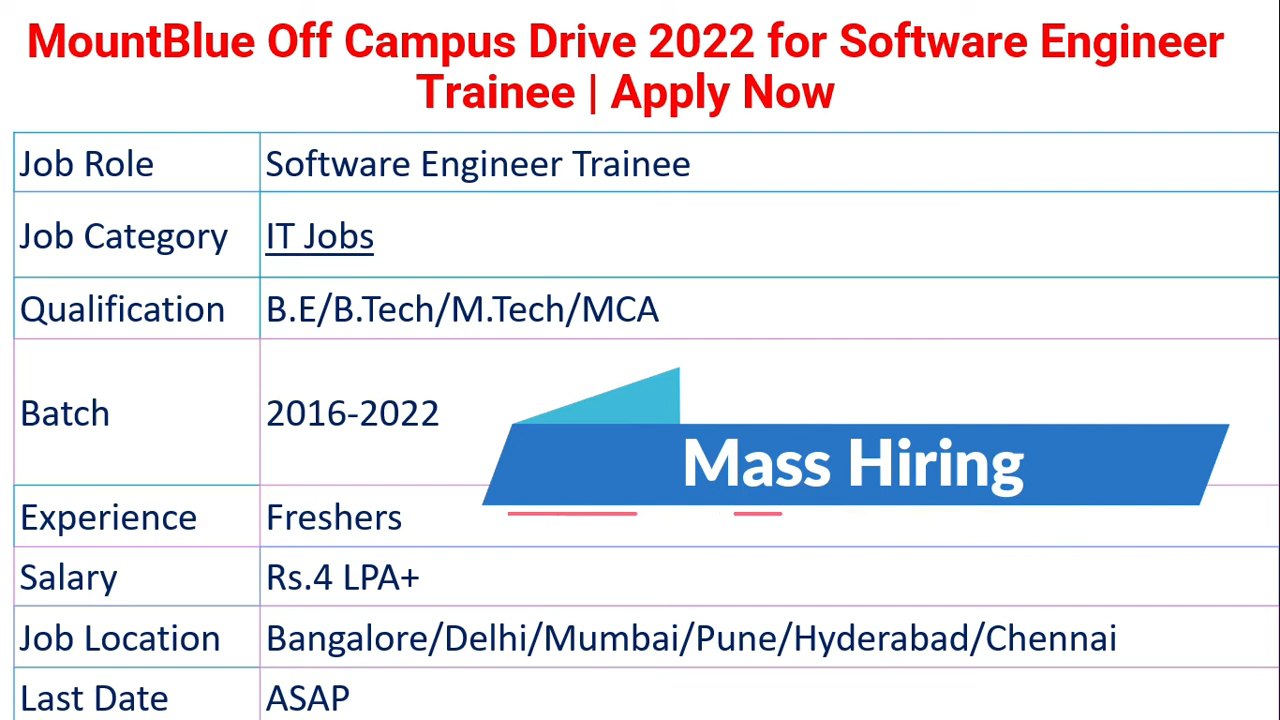 MountBlue Off Campus Drive 2022 for Software Engineer
Trainee | Apply Now
Job Role Software Engineer Trainee
Job Category IT Jobs
Qualification B.E/B.Tech/M.Tech/MCA
Batch 2016-2022
Mass Hiring
Experience Freshers
Salary Rs.4 LPA+
Job Location Bangalore/Delhi/Mumbai/Pune/Hyderabad/Chennai
Last Date ASAP